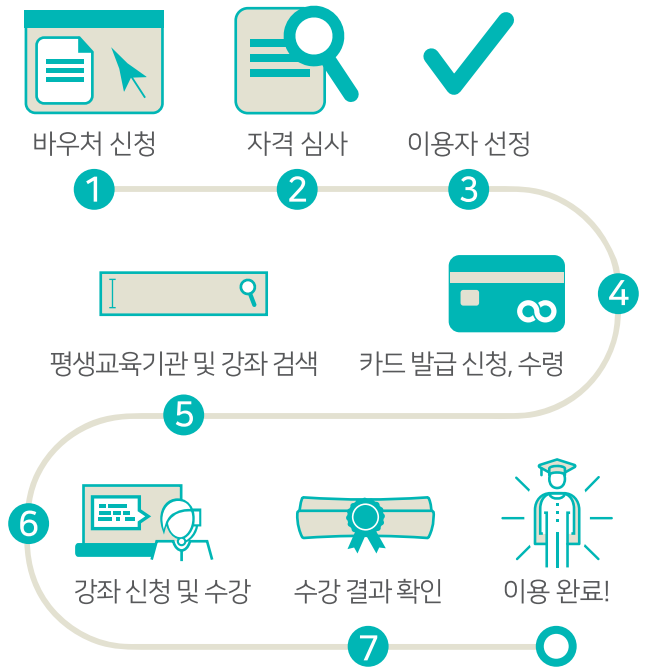 바우처 신청
자격 심사
이용자 선정
1
2
3
4
카드 발급 신청, 수령
평생교육기관 및 강좌 검색
5
6
강좌 신청 및 수강
수강 결과 확인
7
이용 완료!